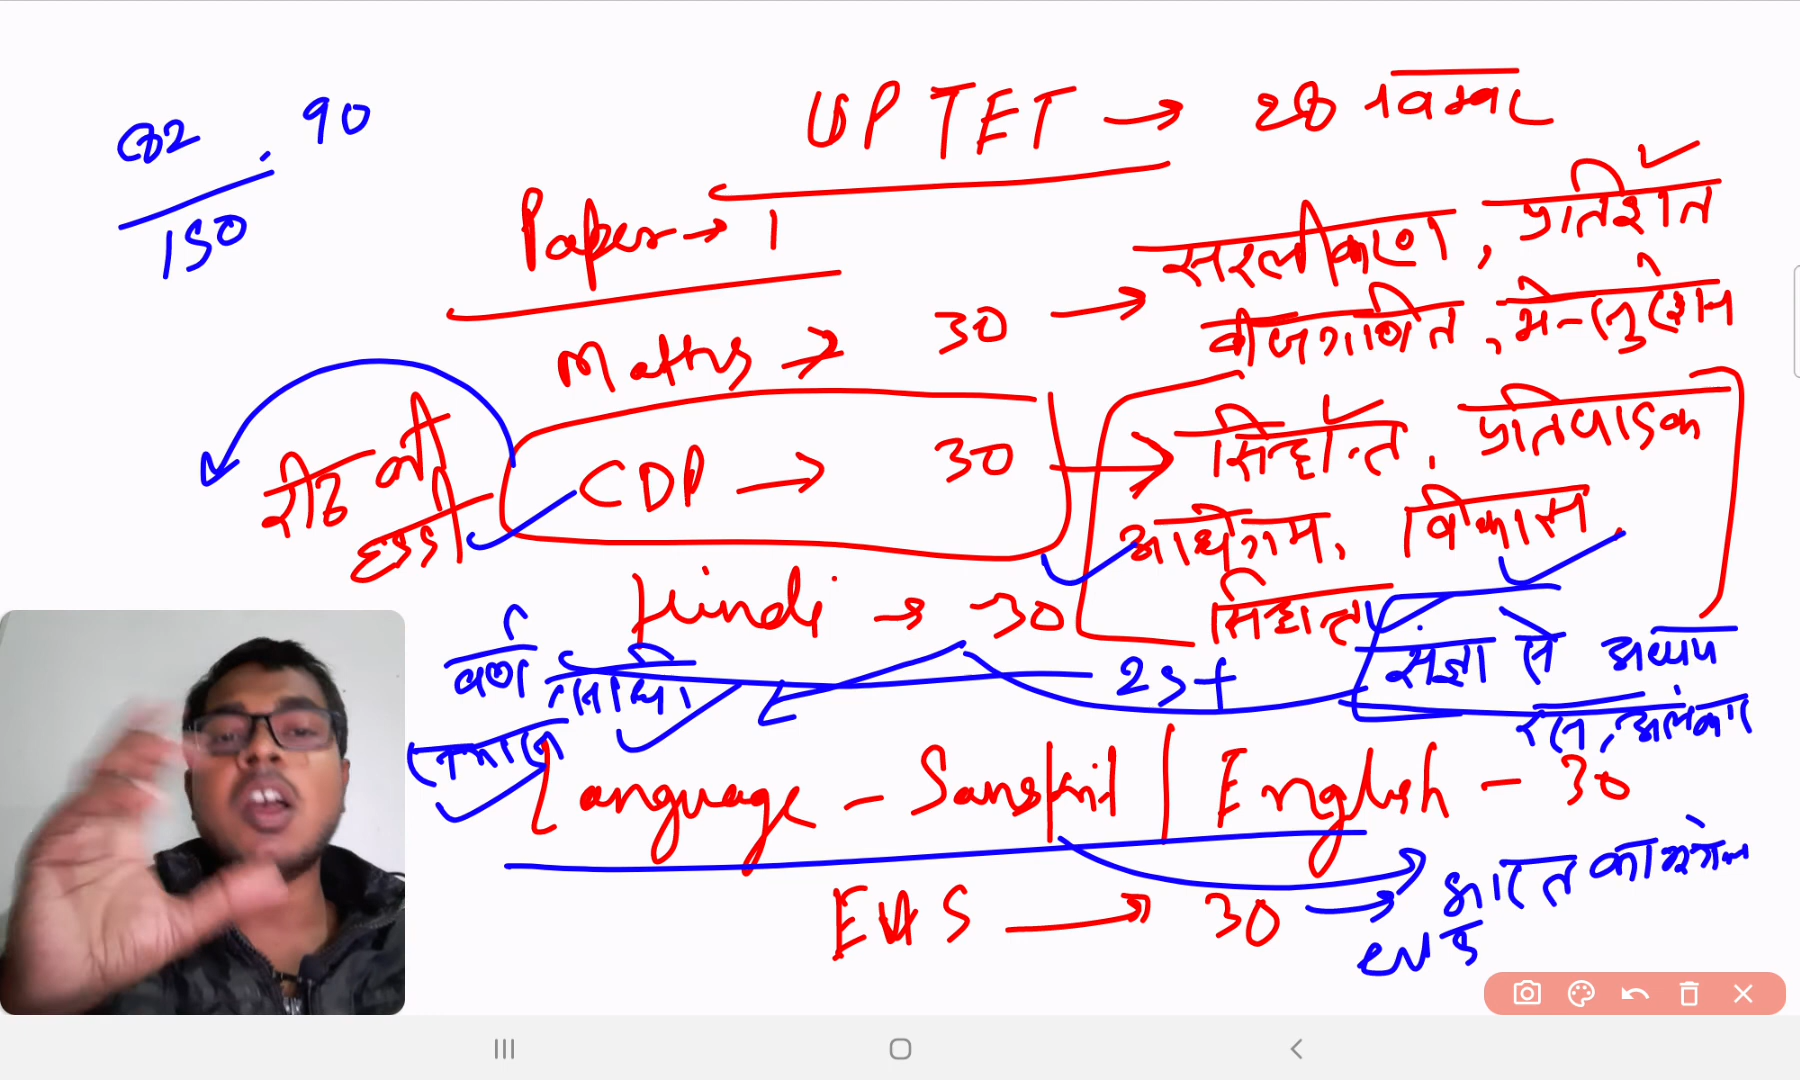 82 . 90
150
UP TET → 28 नवम्बर
Paper → 1
सरलीकरण, प्रतिशत
Maths → 30 →
बीजगणित, मेन्सुरेशन
रीढ़ की
हड्डी
CDP → 30 → सिद्धान्त, प्रतिपादक
अधिगम, विकास
सिद्धान्त
Hindi → 30
वर्ण संधि।
समास
25+
संज्ञा से अव्यय
रस, अलंकार
Language - Sanskrit | English - 30
EVS → 30 → भारत का भूगोल
EVS